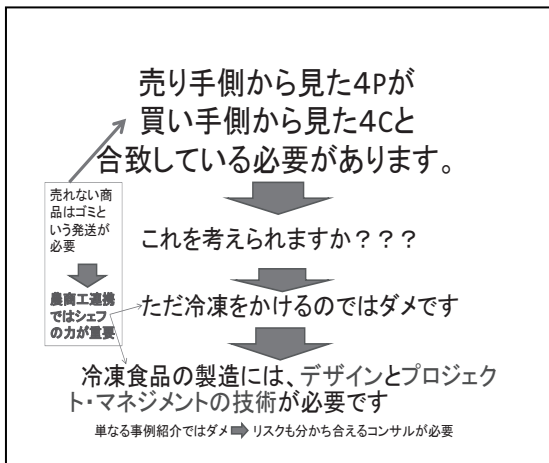 売り手側から見た4Pが
買い手側から見た4Cと
合致している必要があります。
売れない商
品はゴミと
いう発送が
必要
農商工連携
ではシェフ
の力が重要
これを考えられますか？？？
ただ冷凍をかけるのではダメです
冷凍食品の製造には、デザインとプロジェク
ト・マネジメントの技術が必要です
単なる事例紹介ではダメ
リスクも分かち合えるコンサルが必要